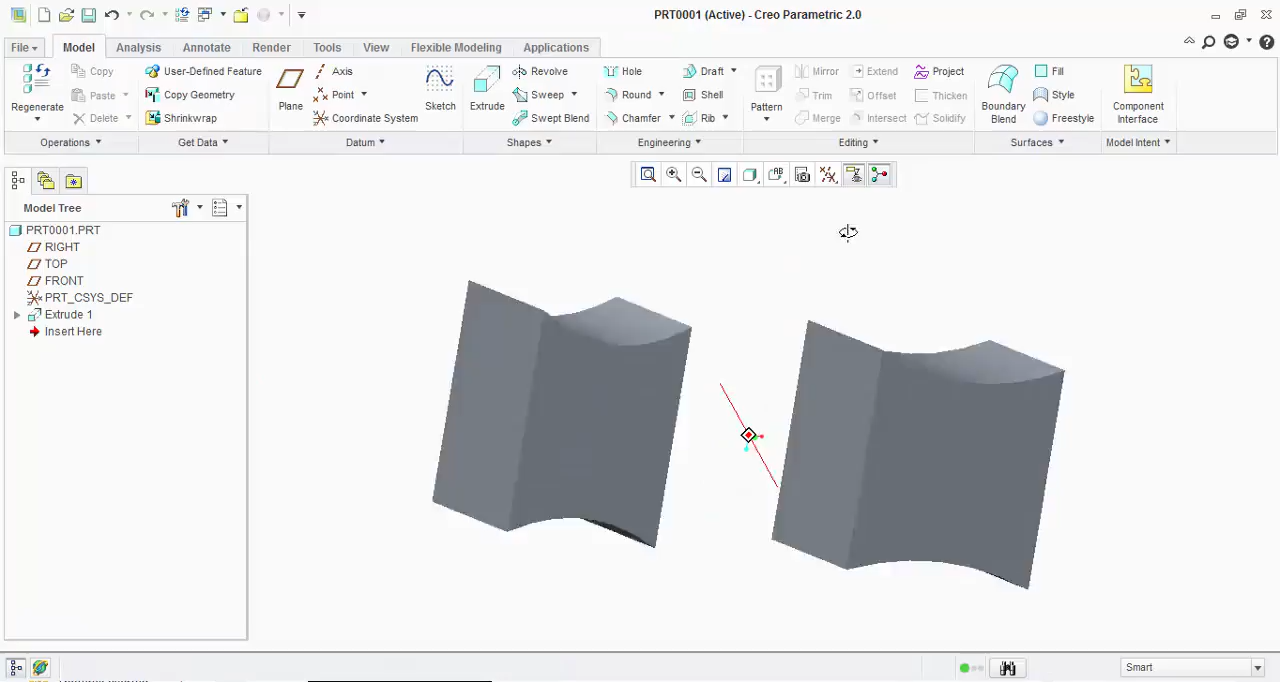 PRT0001 (Active) - Creo Parametric 2.0
File Model Analysis Annotate Render Tools View Flexible Modeling Applications
Regenerate
Copy
Paste
Delete
Operations
User-Defined Feature
Copy Geometry
Shrinkwrap
Get Data
Plane
Axis
Point
Coordinate System
Datum
Sketch
Extrude
Revolve
Sweep
Swept Blend
Shapes
Hole
Round
Chamfer
Draft
Shell
Rib
Engineering
Pattern
Mirror
Trim
Merge
Extend
Offset
Intersect
Project
Thicken
Solidify
Editing
Boundary
Blend
Fill
Style
Freestyle
Surfaces
Component
Interface
Model Intent
Model Tree
PRT0001.PRT
RIGHT
TOP
FRONT
PRT_CSYS_DEF
Extrude 1
Insert Here
Smart